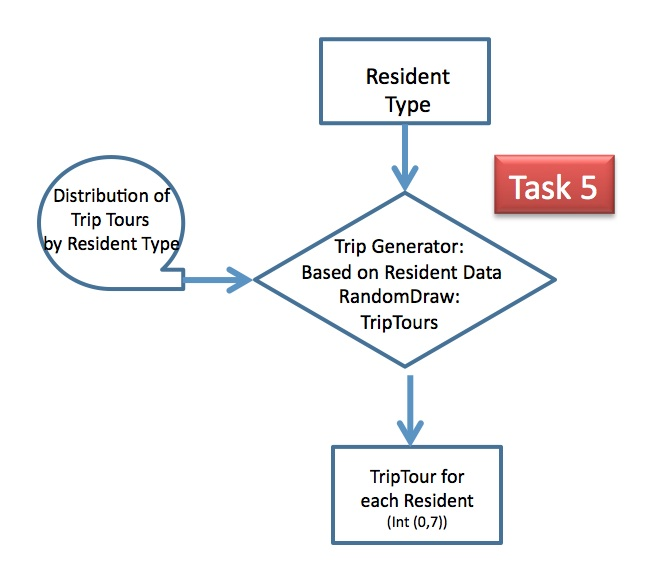 Resident
Type
Task 5
Distribution of
Trip Tours
by Resident Type
Trip Generator:
Based on Resident Data
RandomDraw:
TripTours
TripTour for
each Resident
(Int (0,7))